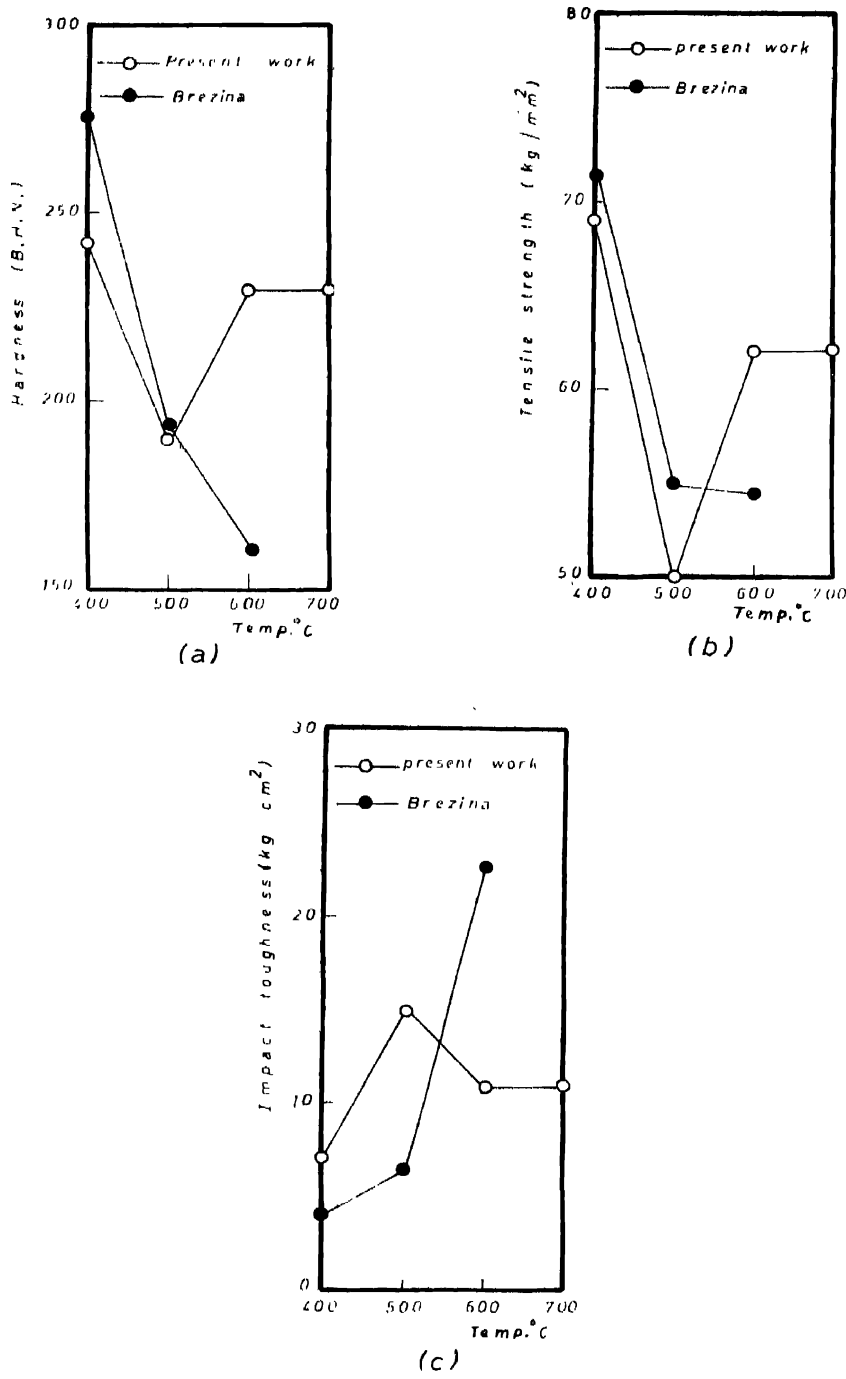 300
Present work
Brezina
250
200
150
Hardness (B.H.N.)
400 500 600 700
Temp.°C
(a)
80
present work
Brezina
70
60
50
Tensile strength (kg/mm²)
400 500 600 700
Temp.°C
(b)
30
present work
Brezina
20
10
0
Impact toughness (kg cm²)
400 500 600 700
Temp.°C
(c)